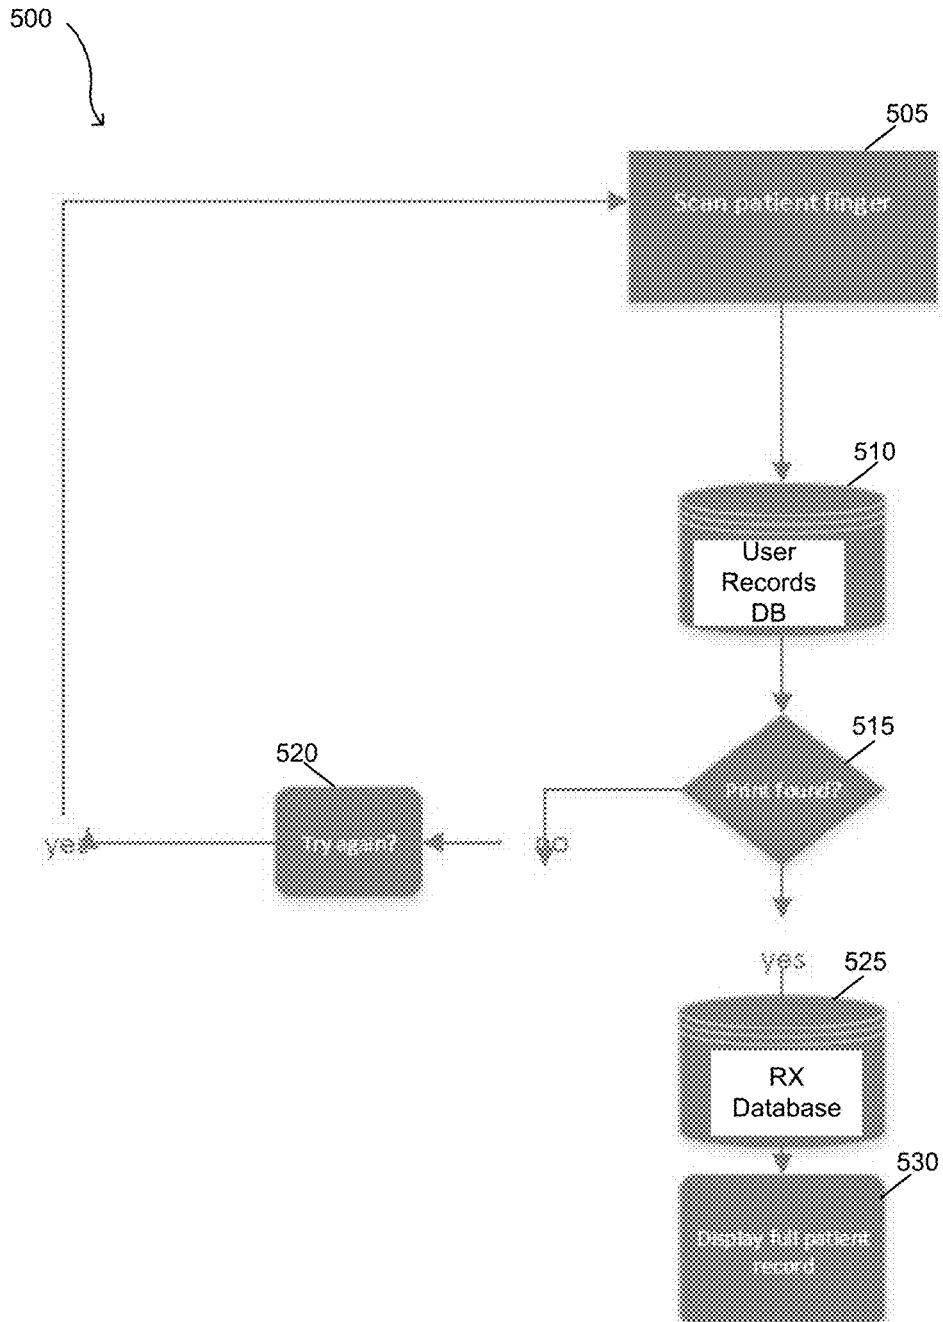 500
505
Scan patient finger
510
User
Records
DB
515
Print found?
520
Try again?
no
yes
yes
525
RX
Database
530
Display full patient
record